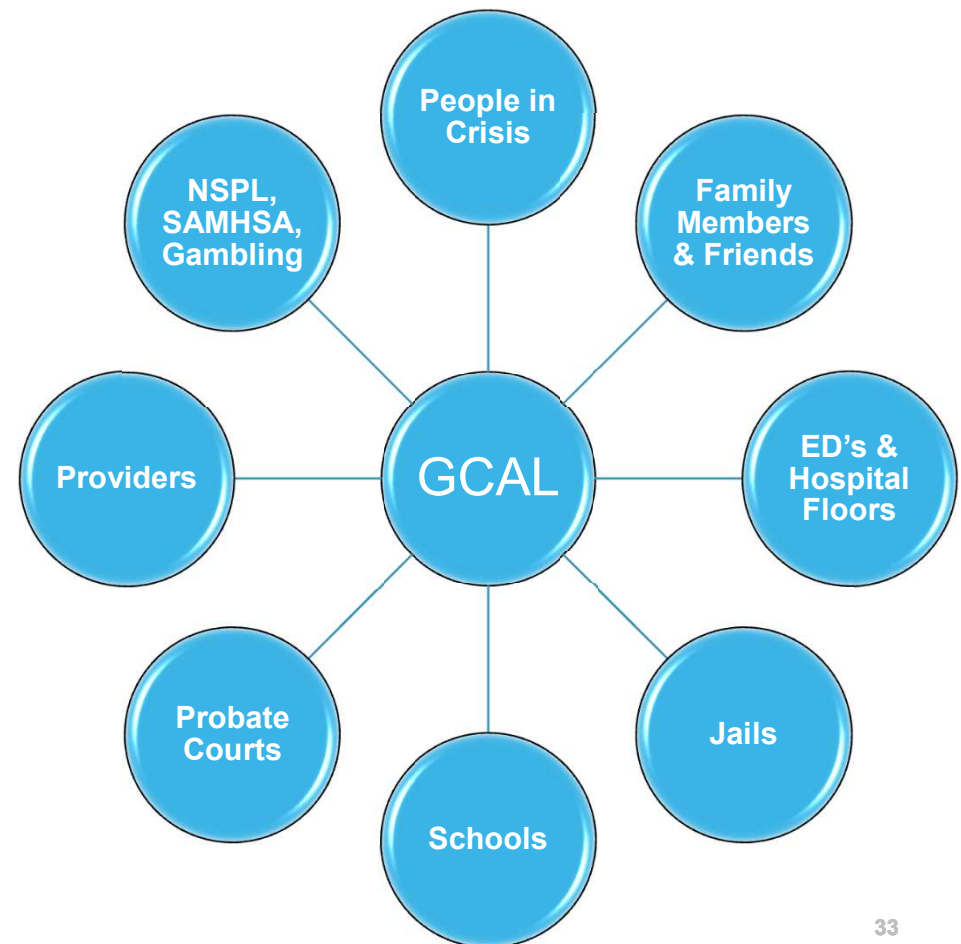 People in
Crisis
NSPL,
SAMHSA,
Gambling
Family
Members
& Friends
Providers
GCAL
ED’s &
Hospital
Floors
Probate
Courts
Jails
Schools
33